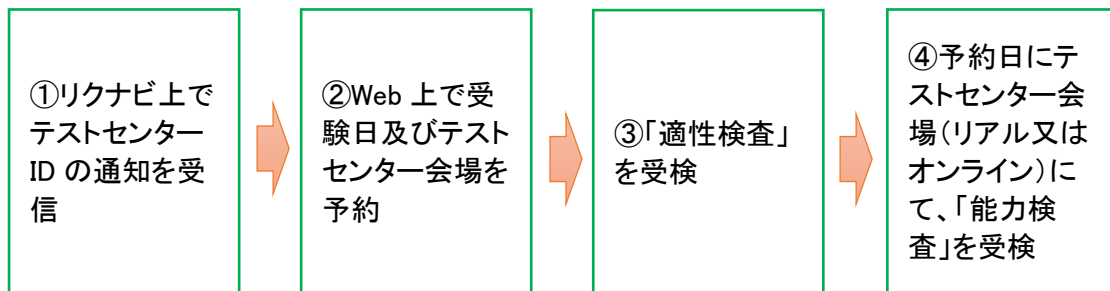 ①リクナビ上で
テストセンター
ID の通知を受
信
②Web 上で受
験日及びテスト
センター会場を
予約
③「適性検査」
を受検
④予約日にテ
ストセンター会
場(リアル又は
オンライン)に
て、「能力検
査」を受検